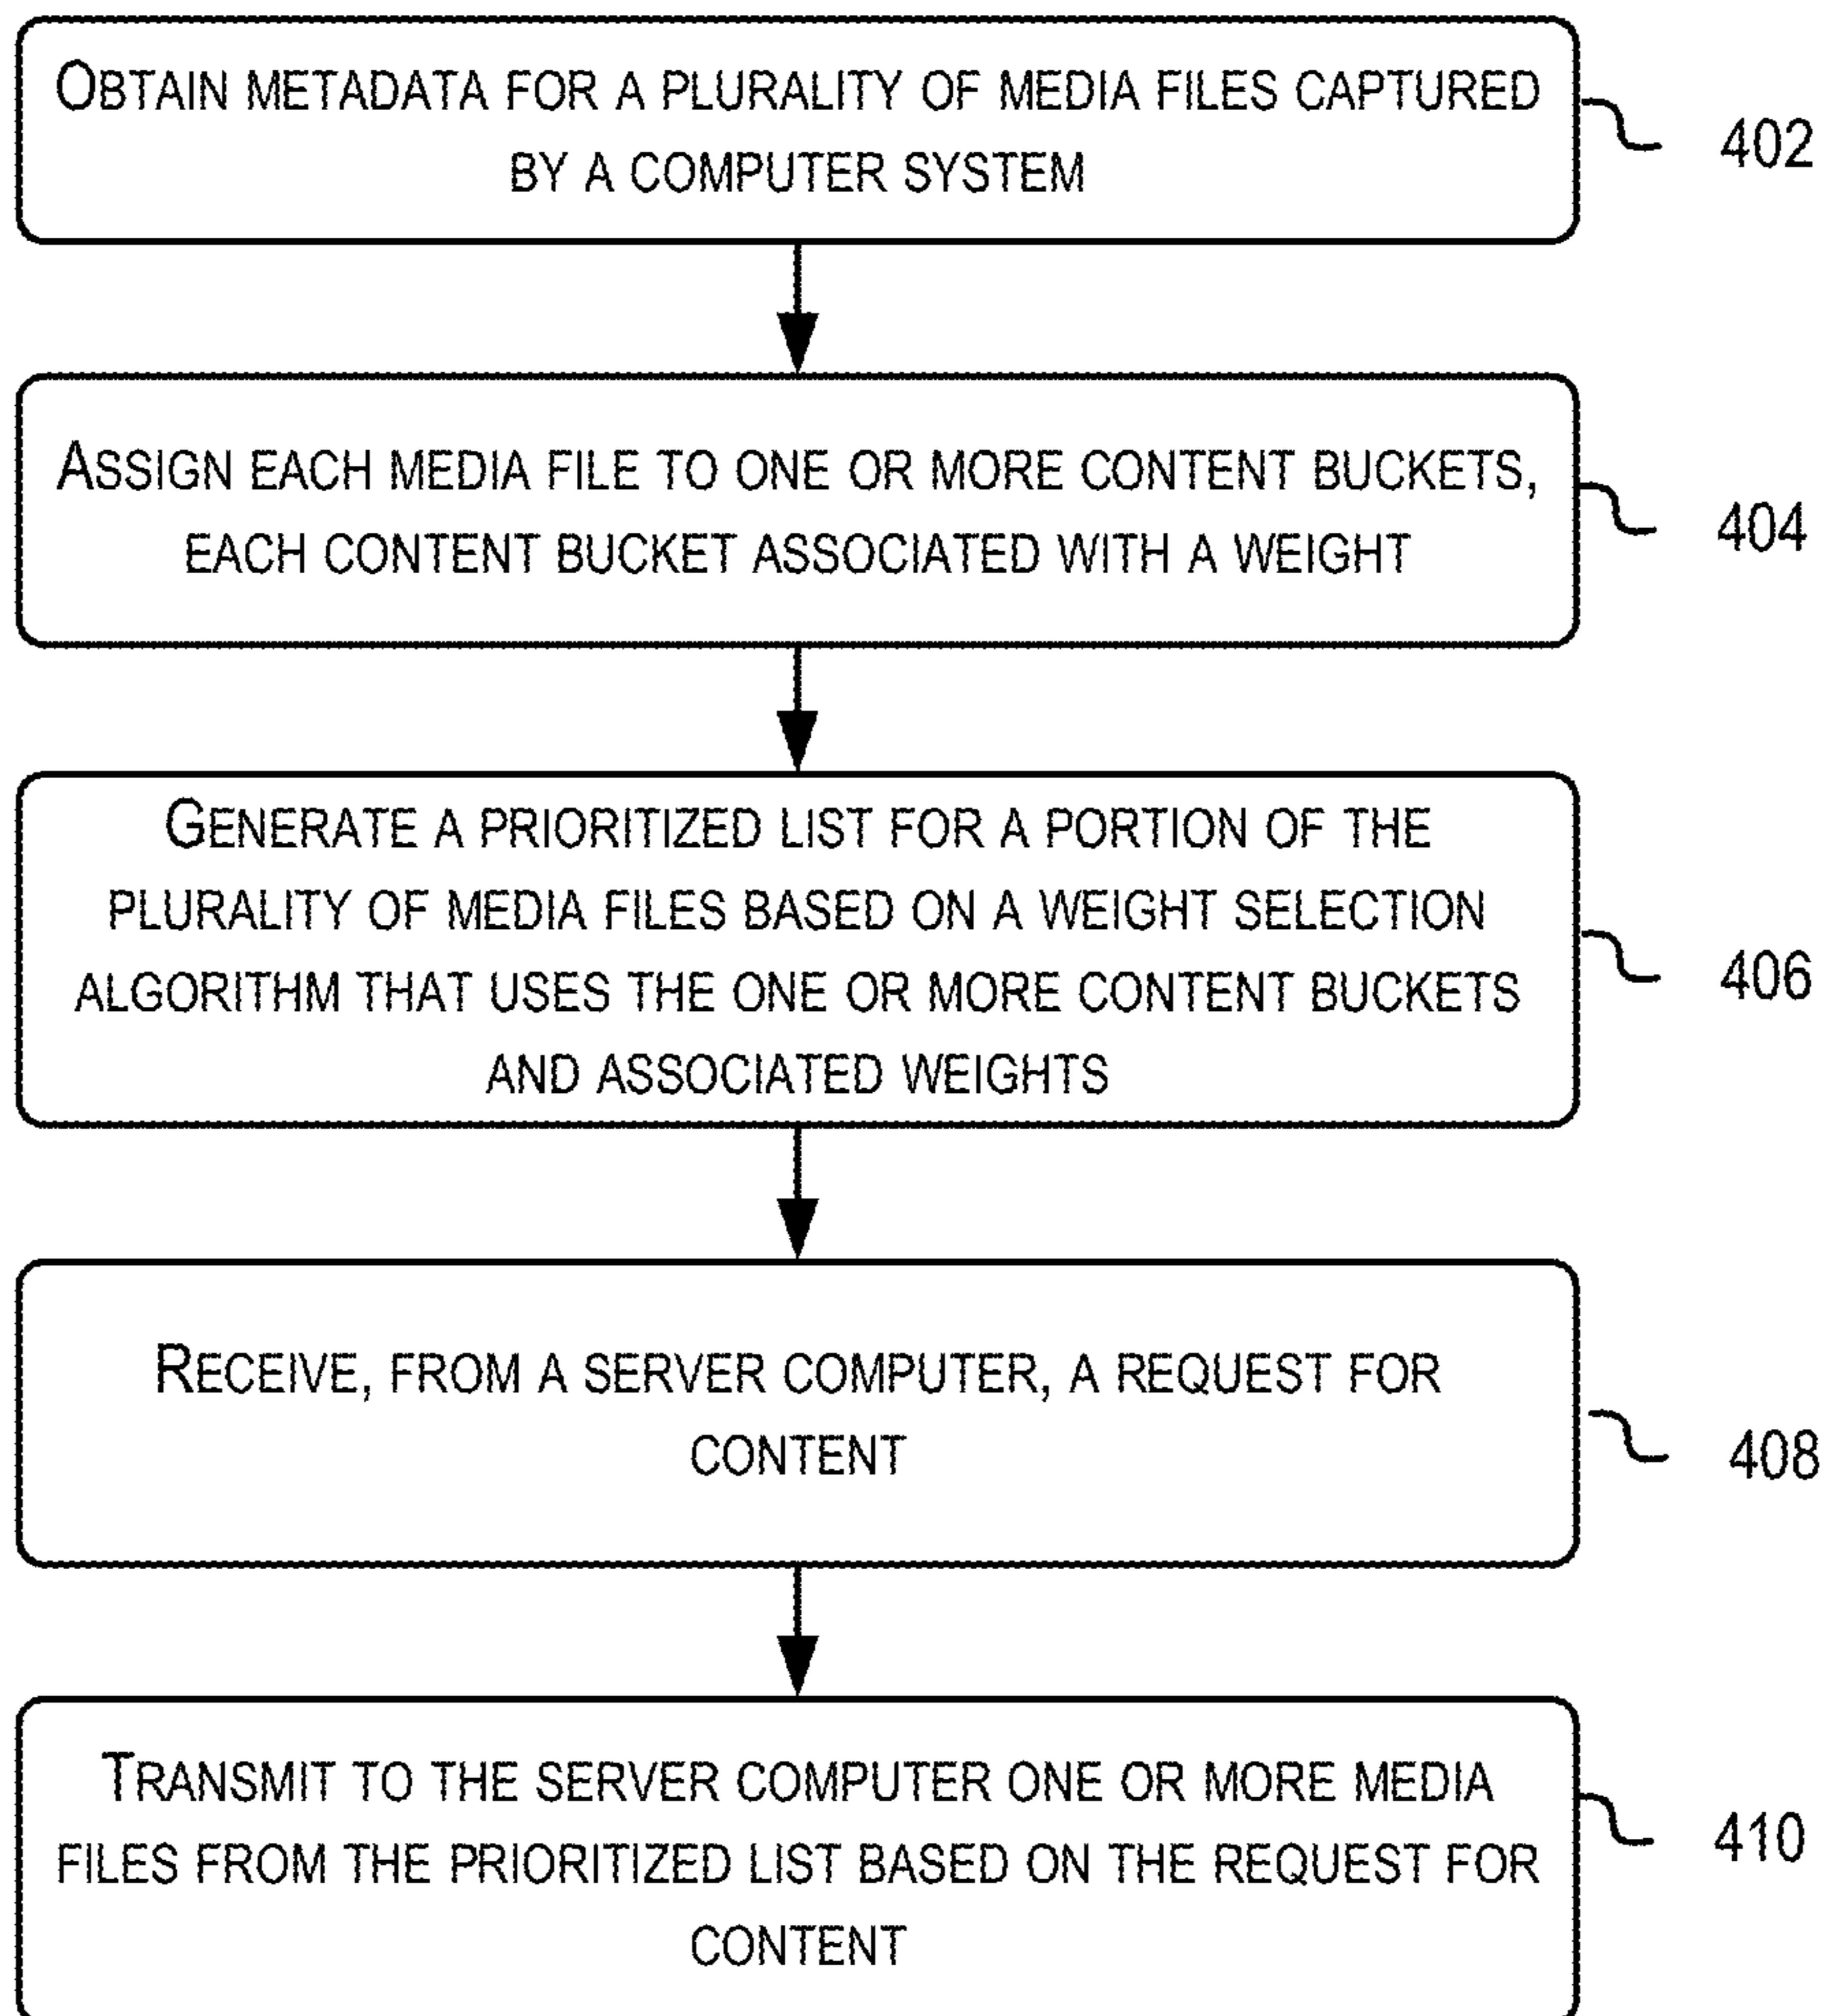 OBTAIN METADATA FOR A PLURALITY OF MEDIA FILES CAPTURED
BY A COMPUTER SYSTEM
402
ASSIGN EACH MEDIA FILE TO ONE OR MORE CONTENT BUCKETS,
EACH CONTENT BUCKET ASSOCIATED WITH A WEIGHT
404
GENERATE A PRIORITIZED LIST FOR A PORTION OF THE
PLURALITY OF MEDIA FILES BASED ON A WEIGHT SELECTION
ALGORITHM THAT USES THE ONE OR MORE CONTENT BUCKETS
AND ASSOCIATED WEIGHTS
406
RECEIVE, FROM A SERVER COMPUTER, A REQUEST FOR
CONTENT
408
TRANSMIT TO THE SERVER COMPUTER ONE OR MORE MEDIA
FILES FROM THE PRIORITIZED LIST BASED ON THE REQUEST FOR
CONTENT
410